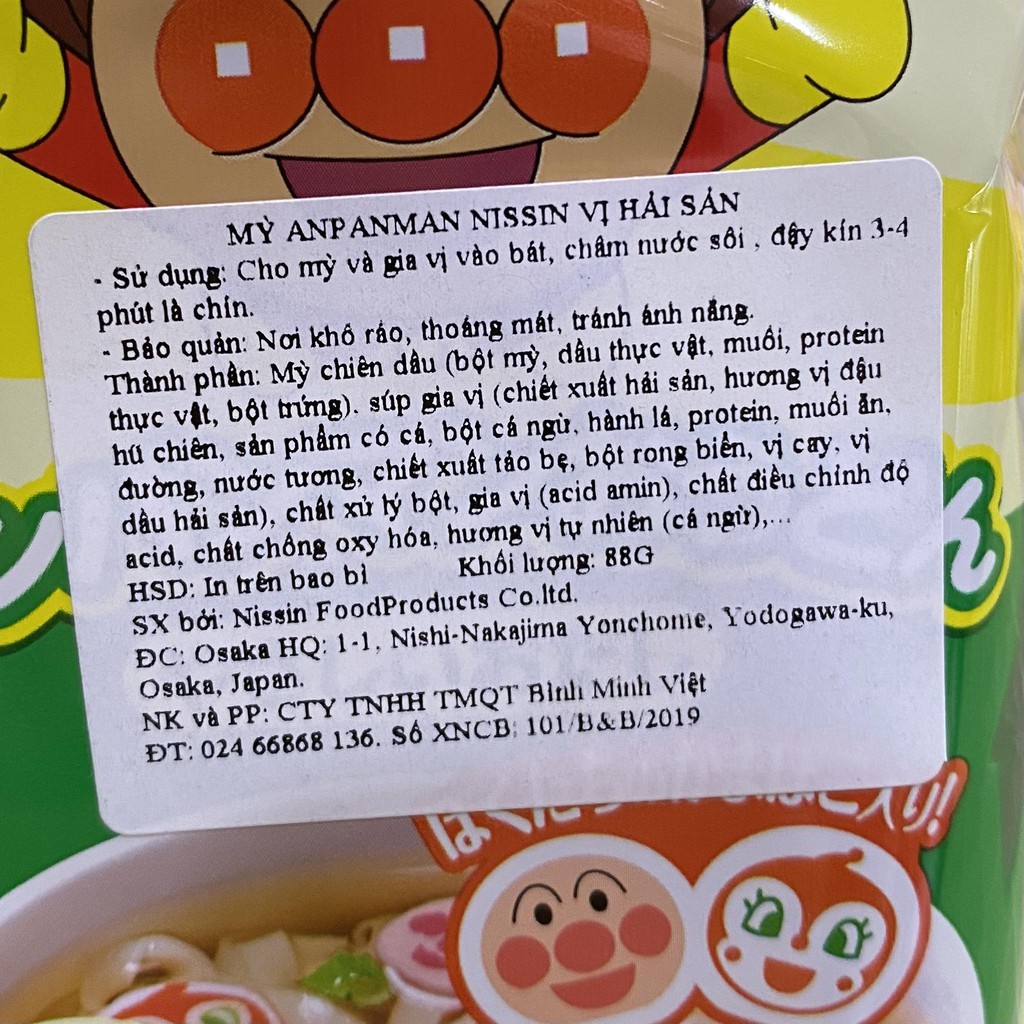 MỲ ANPANMAN NISSIN VỊ HẢI SẢN
- Sử dụng: Cho mỳ và gia vị vào bát, châm nước sôi , đậy kín 3-4
phút là chín.
- Bảo quản: Nơi khô ráo, thoáng mát, tránh ánh nắng.
Thành phần: Mỳ chiên dầu (bột mỳ, dầu thực vật, muối, protein
thực vật, bột trứng). súp gia vị (chiết xuất hải sản, hương vị đậu
hũ chiên, sản phẩm có cá, bột cá ngừ, hành lá, protein, muối ăn,
đường, nước tương, chiết xuất tảo bẹ, bột rong biển, vị cay, vị
dầu hải sản), chất xử lý bột, gia vị (acid amin), chất điều chỉnh độ
acid, chất chống oxy hóa, hương vị tự nhiên (cá ngừ),...
HSD: In trên bao bì Khối lượng: 88G
SX bởi: Nissin FoodProducts Co.ltd.
ĐC: Osaka HQ: 1-1, Nishi-Nakajima Yonchome, Yodogawa-ku,
Osaka, Japan.
NK và PP: CTY TNHH TMQT Bình Minh Việt
ĐT: 024 66868 136. Số XNCB: 101/B&B/2019
入り!